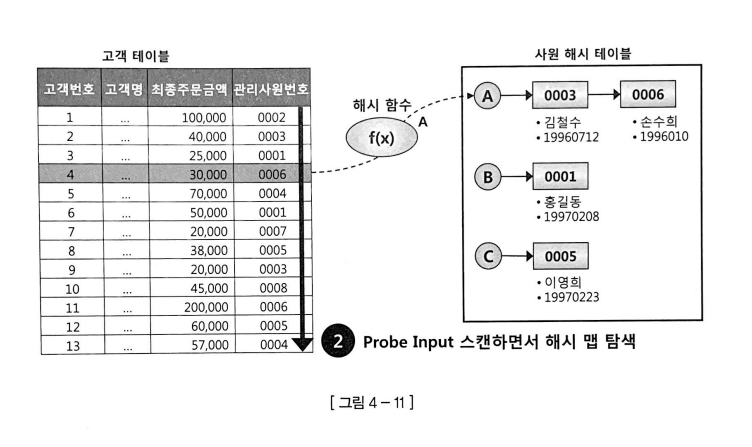 고객 테이블
고객번호 고객명 최종주문금액 관리사원번호
1 ... 100,000 0002
2 ... 40,000 0003
3 ... 25,000 0001
4 ... 30,000 0006
5 ... 70,000 0004
6 ... 50,000 0001
7 ... 20,000 0007
8 ... 38,000 0005
9 ... 20,000 0003
10 ... 45,000 0008
11 ... 200,000 0006
12 ... 60,000 0005
13 ... 57,000 0004
해시 함수
f(x)
A
사원 해시 테이블
A 0003 0006
• 김철수 • 손수희
• 19960712 • 1996010
B 0001
• 홍길동
• 19970208
C 0005
• 이영희
• 19970223
2 Probe Input 스캔하면서 해시 맵 탐색
[ 그림 4 - 11 ]